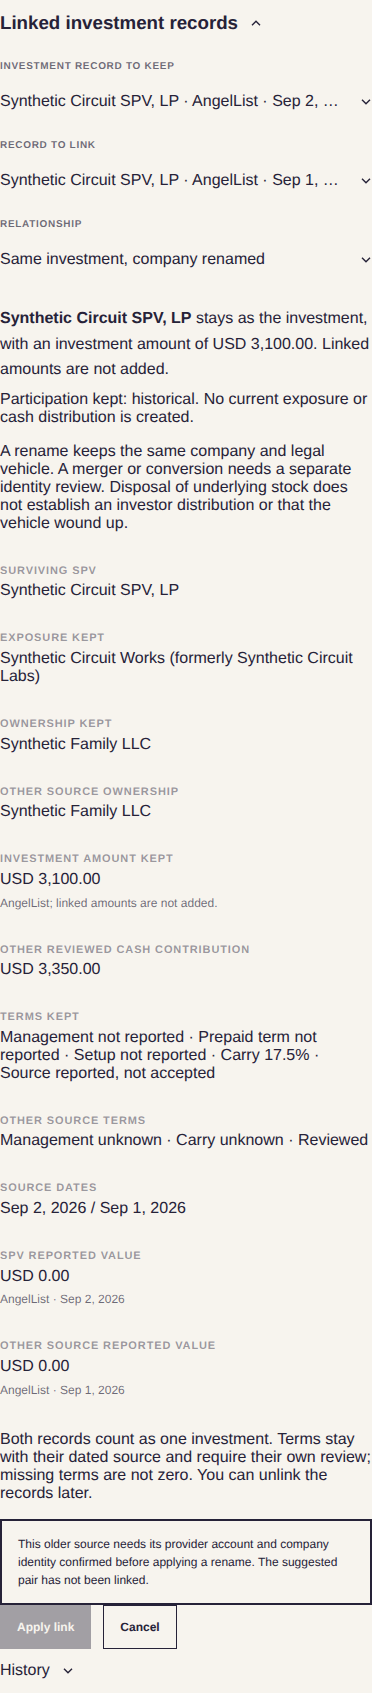 Linked investment records
INVESTMENT RECORD TO KEEP
Synthetic Circuit SPV, LP · AngelList · Sep 2, …
RECORD TO LINK
Synthetic Circuit SPV, LP · AngelList · Sep 1, …
RELATIONSHIP
Same investment, company renamed
Synthetic Circuit SPV, LP stays as the investment,
with an investment amount of USD 3,100.00. Linked
amounts are not added.
Participation kept: historical. No current exposure or
cash distribution is created.
A rename keeps the same company and legal
vehicle. A merger or conversion needs a separate
identity review. Disposal of underlying stock does
not establish an investor distribution or that the
vehicle wound up.
SURVIVING SPV
Synthetic Circuit SPV, LP
EXPOSURE KEPT
Synthetic Circuit Works (formerly Synthetic Circuit
Labs)
OWNERSHIP KEPT
Synthetic Family LLC
OTHER SOURCE OWNERSHIP
Synthetic Family LLC
INVESTMENT AMOUNT KEPT
USD 3,100.00
AngelList; linked amounts are not added.
OTHER REVIEWED CASH CONTRIBUTION
USD 3,350.00
TERMS KEPT
Management not reported · Prepaid term not
reported · Setup not reported · Carry 17.5% ·
Source reported, not accepted
OTHER SOURCE TERMS
Management unknown · Carry unknown · Reviewed
SOURCE DATES
Sep 2, 2026 / Sep 1, 2026
SPV REPORTED VALUE
USD 0.00
AngelList · Sep 2, 2026
OTHER SOURCE REPORTED VALUE
USD 0.00
AngelList · Sep 1, 2026
Both records count as one investment. Terms stay
with their dated source and require their own review;
missing terms are not zero. You can unlink the
records later.
This older source needs its provider account and company
identity confirmed before applying a rename. The suggested
pair has not been linked.
Apply link
Cancel
History